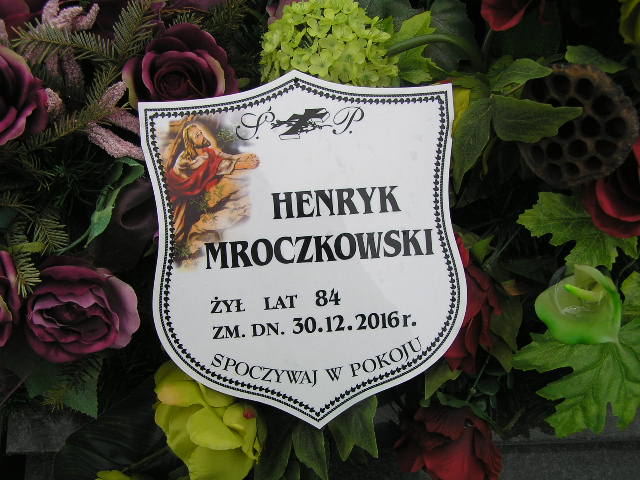 Ś. P.
HENRYK
MROCZKOWSKI
ŻYŁ LAT 84
ZM. DN. 30.12.2016 r.
SPOCZYWAJ W POKOJU